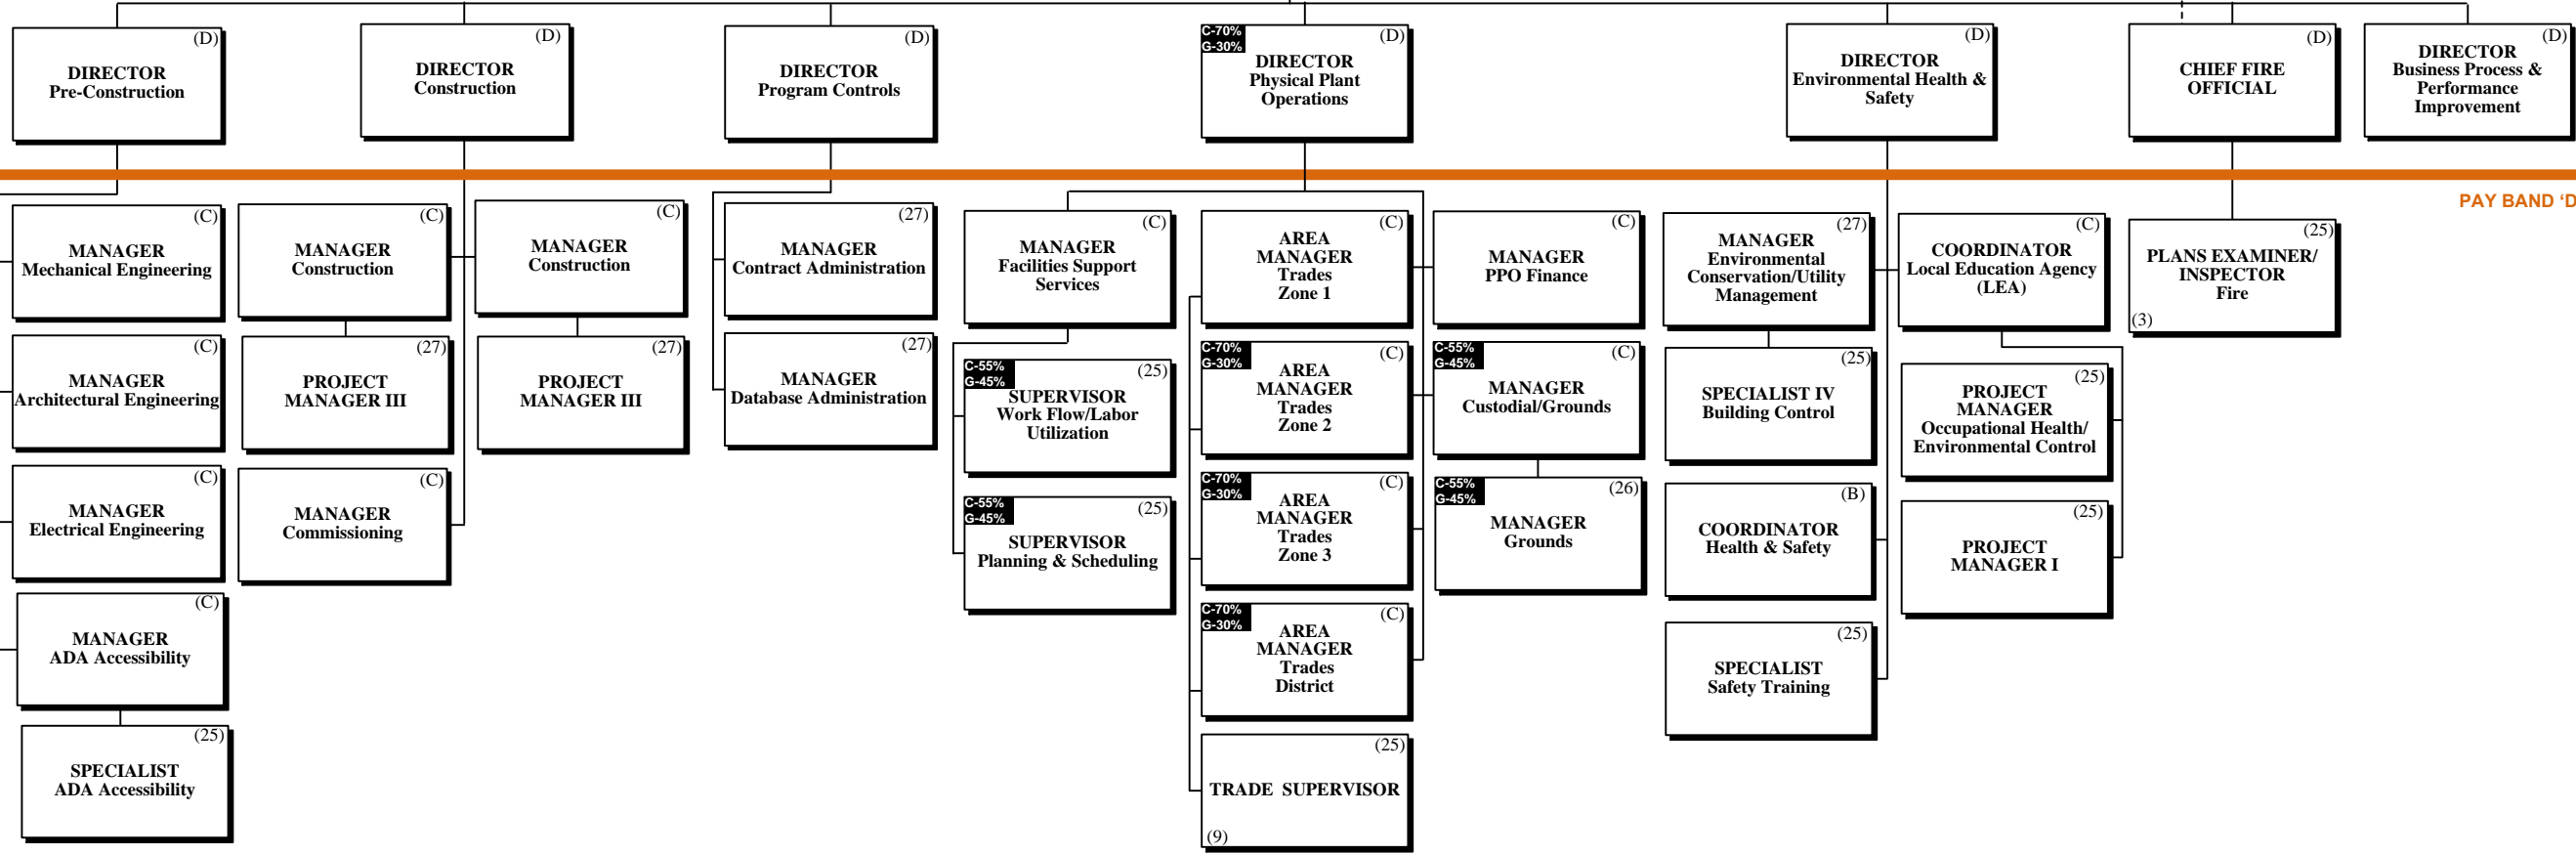 (D)
DIRECTOR
Pre-Construction
(D)
DIRECTOR
Construction
(D)
DIRECTOR
Program Controls
C-70%
G-30%
(D)
DIRECTOR
Physical Plant
Operations
(D)
DIRECTOR
Environmental Health &
Safety
(D)
CHIEF FIRE
OFFICIAL
(D)
DIRECTOR
Business Process &
Performance
Improvement
PAY BAND ‘D
(C)
MANAGER
Mechanical Engineering
(C)
MANAGER
Architectural Engineering
(C)
MANAGER
Electrical Engineering
(C)
MANAGER
ADA Accessibility
(25)
SPECIALIST
ADA Accessibility
(C)
MANAGER
Construction
(27)
PROJECT
MANAGER III
(C)
MANAGER
Commissioning
(C)
MANAGER
Construction
(27)
PROJECT
MANAGER III
(27)
MANAGER
Contract Administration
(27)
MANAGER
Database Administration
(C)
MANAGER
Facilities Support
Services
C-55%
G-45%
(25)
SUPERVISOR
Work Flow/Labor
Utilization
C-55%
G-45%
(25)
SUPERVISOR
Planning & Scheduling
(C)
AREA
MANAGER
Trades
Zone 1
C-70%
G-30%
(C)
AREA
MANAGER
Trades
Zone 2
C-70%
G-30%
(C)
AREA
MANAGER
Trades
Zone 3
C-70%
G-30%
(C)
AREA
MANAGER
Trades
District
(25)
TRADE SUPERVISOR
(9)
(C)
MANAGER
PPO Finance
C-55%
G-45%
(C)
MANAGER
Custodial/Grounds
C-55%
G-45%
(26)
MANAGER
Grounds
(27)
MANAGER
Environmental
Conservation/Utility
Management
(25)
SPECIALIST IV
Building Control
(B)
COORDINATOR
Health & Safety
(25)
SPECIALIST
Safety Training
(C)
COORDINATOR
Local Education Agency
(LEA)
(25)
PROJECT
MANAGER
Occupational Health/
Environmental Control
(25)
PROJECT
MANAGER I
(25)
PLANS EXAMINER/
INSPECTOR
Fire
(3)